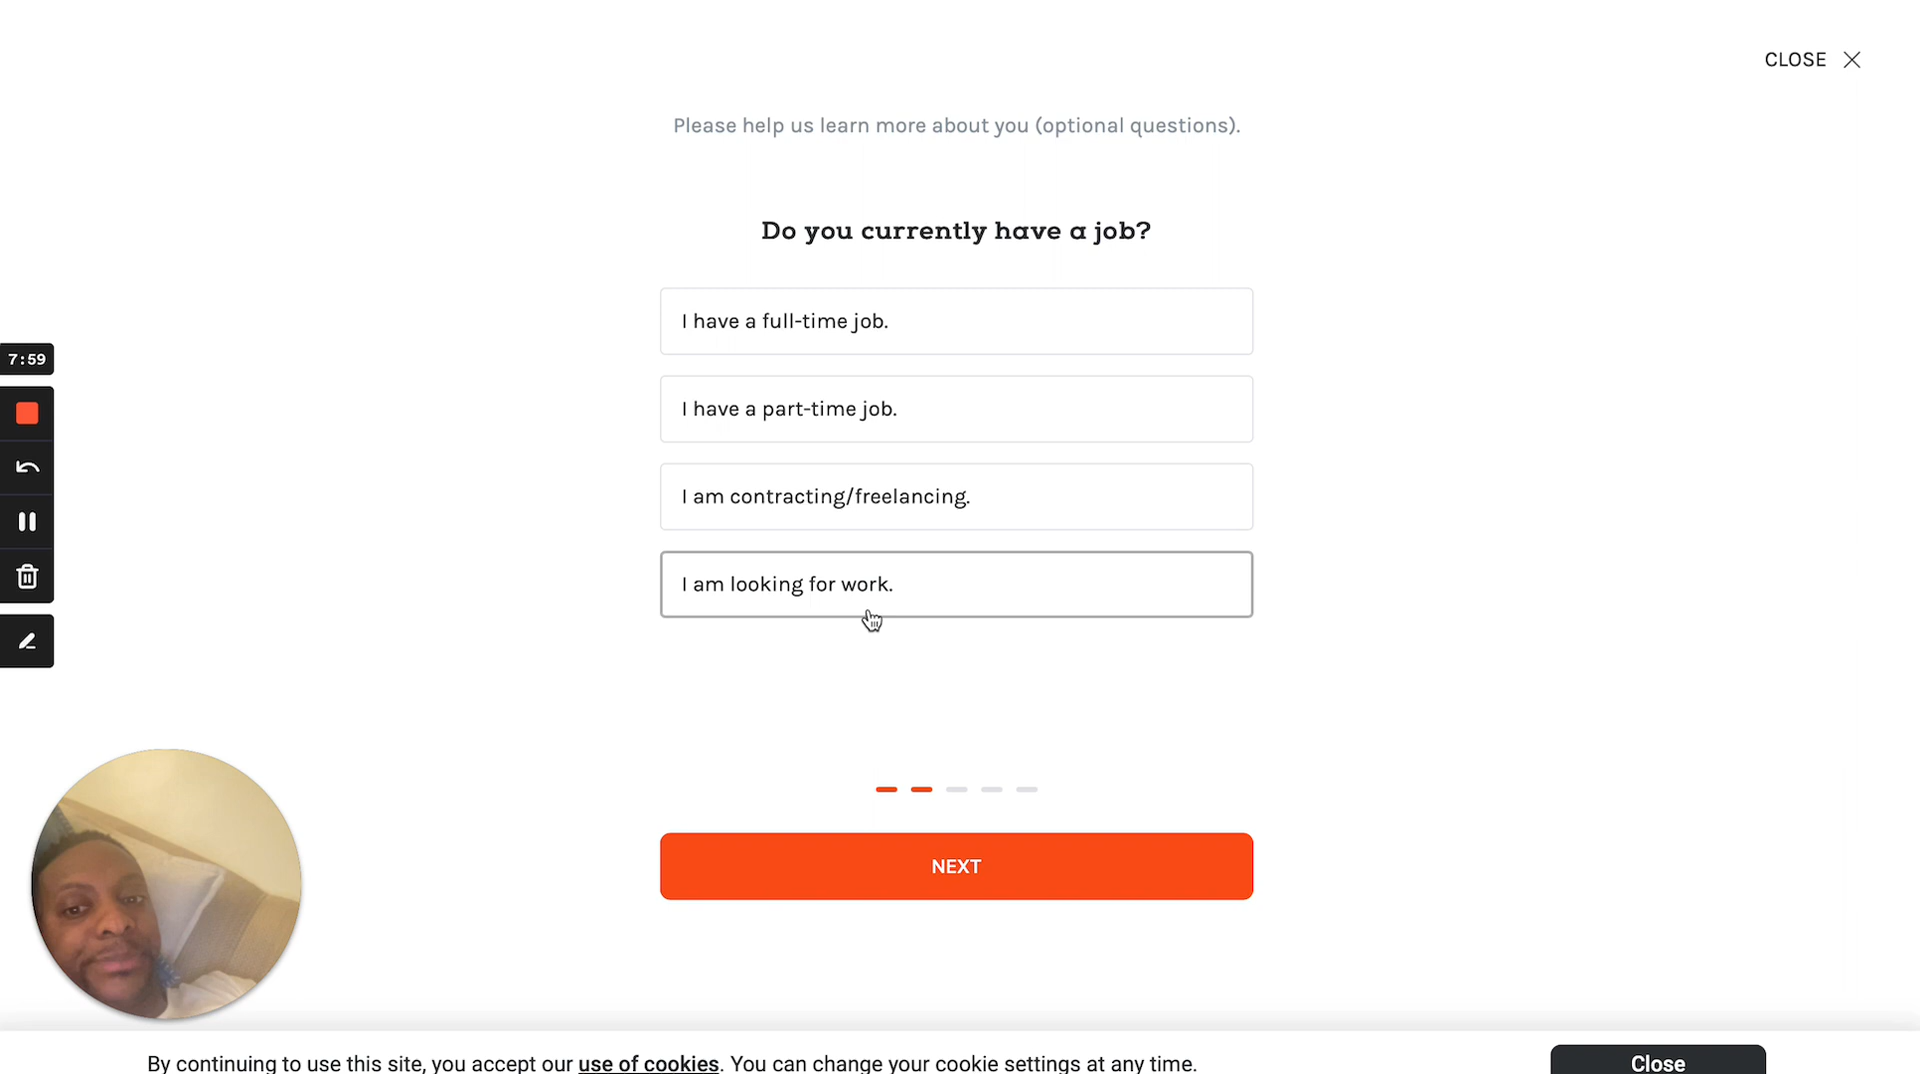 CLOSE
Please help us learn more about you (optional questions).
Do you currently have a job?
I have a full-time job.
7:59
I have a part-time job.
I am contracting/freelancing.
I am looking for work.
NEXT
By continuing to use this site, you accept our use of cookies. You can change your cookie settings at any time.
Close